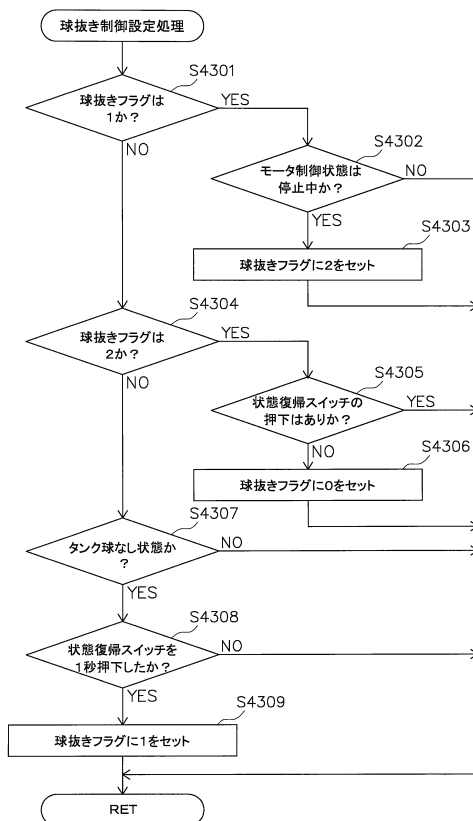 球抜き制御設定処理
S4301
球抜きフラグは
1か？
YES
NO
S4302
モータ制御状態は
停止中か？
NO
YES
S4303
球抜きフラグに2をセット
S4304
球抜きフラグは
2か？
YES
NO
S4305
状態復帰スイッチの
押下はありか？
YES
NO
S4306
球抜きフラグに0をセット
S4307
タンク球なし状態か
？
NO
YES
S4308
状態復帰スイッチを
1秒押下したか？
NO
YES
S4309
球抜きフラグに1をセット
RET